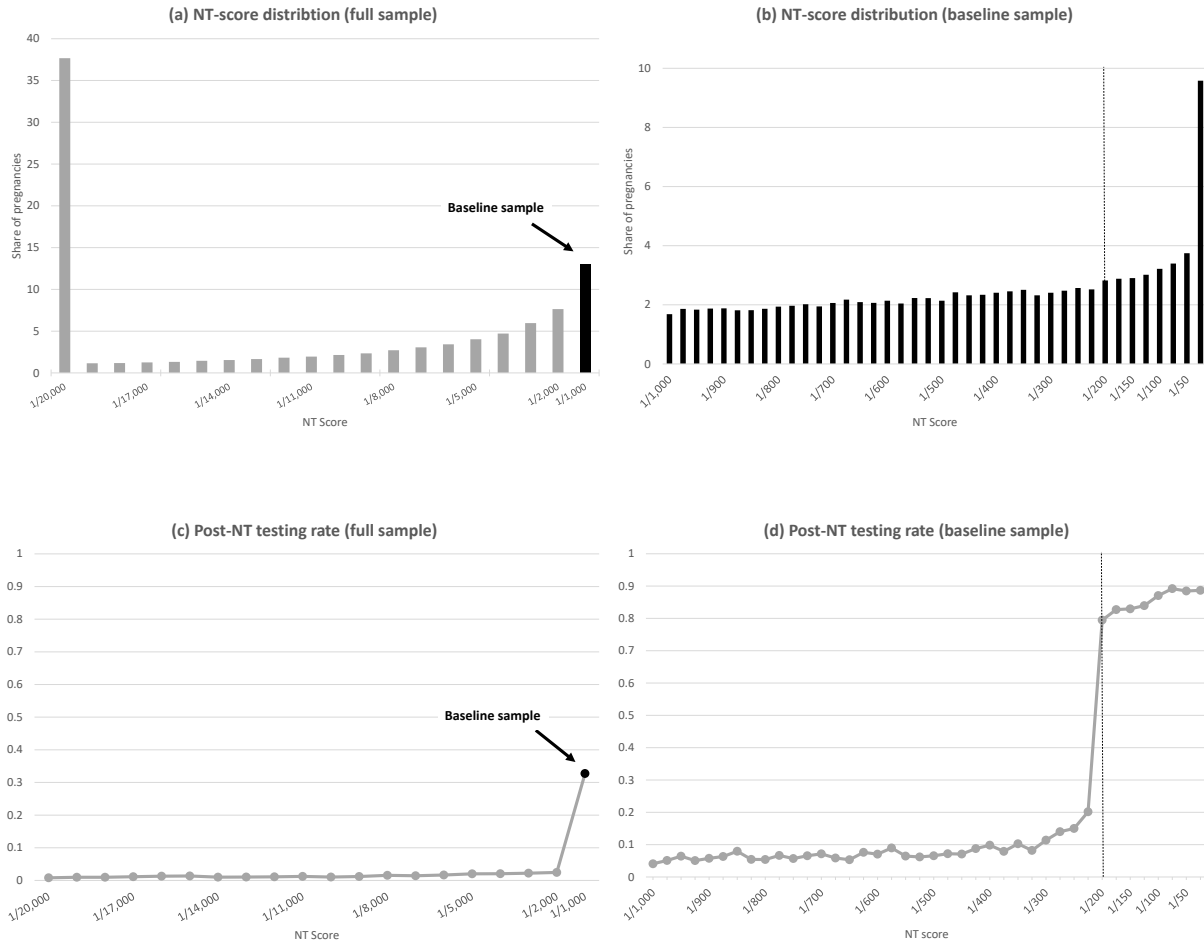 (a) NT-score distribtion (full sample)
40
35
30
25
20
15
10
5
0
Share of pregnancies
Baseline sample
1/20,000 1/17,000 1/14,000 1/11,000 1/8,000 1/5,000 1/2,000 1/1,000
NT Score
(b) NT-score distribution (baseline sample)
10
8
6
4
2
0
Share of pregnancies
1/1,000 1/900 1/800 1/700 1/600 1/500 1/400 1/300 1/200 1/150 1/100 1/50
NT Score
(c) Post-NT testing rate (full sample)
1
0.9
0.8
0.7
0.6
0.5
0.4
0.3
0.2
0.1
0
Baseline sample
1/20,000 1/17,000 1/14,000 1/11,000 1/8,000 1/5,000 1/2,000 1/1,000
NT Score
(d) Post-NT testing rate (baseline sample)
1
0.9
0.8
0.7
0.6
0.5
0.4
0.3
0.2
0.1
0
1/1,000 1/900 1/800 1/700 1/600 1/500 1/400 1/300 1/200 1/150 1/100 1/50
NT score